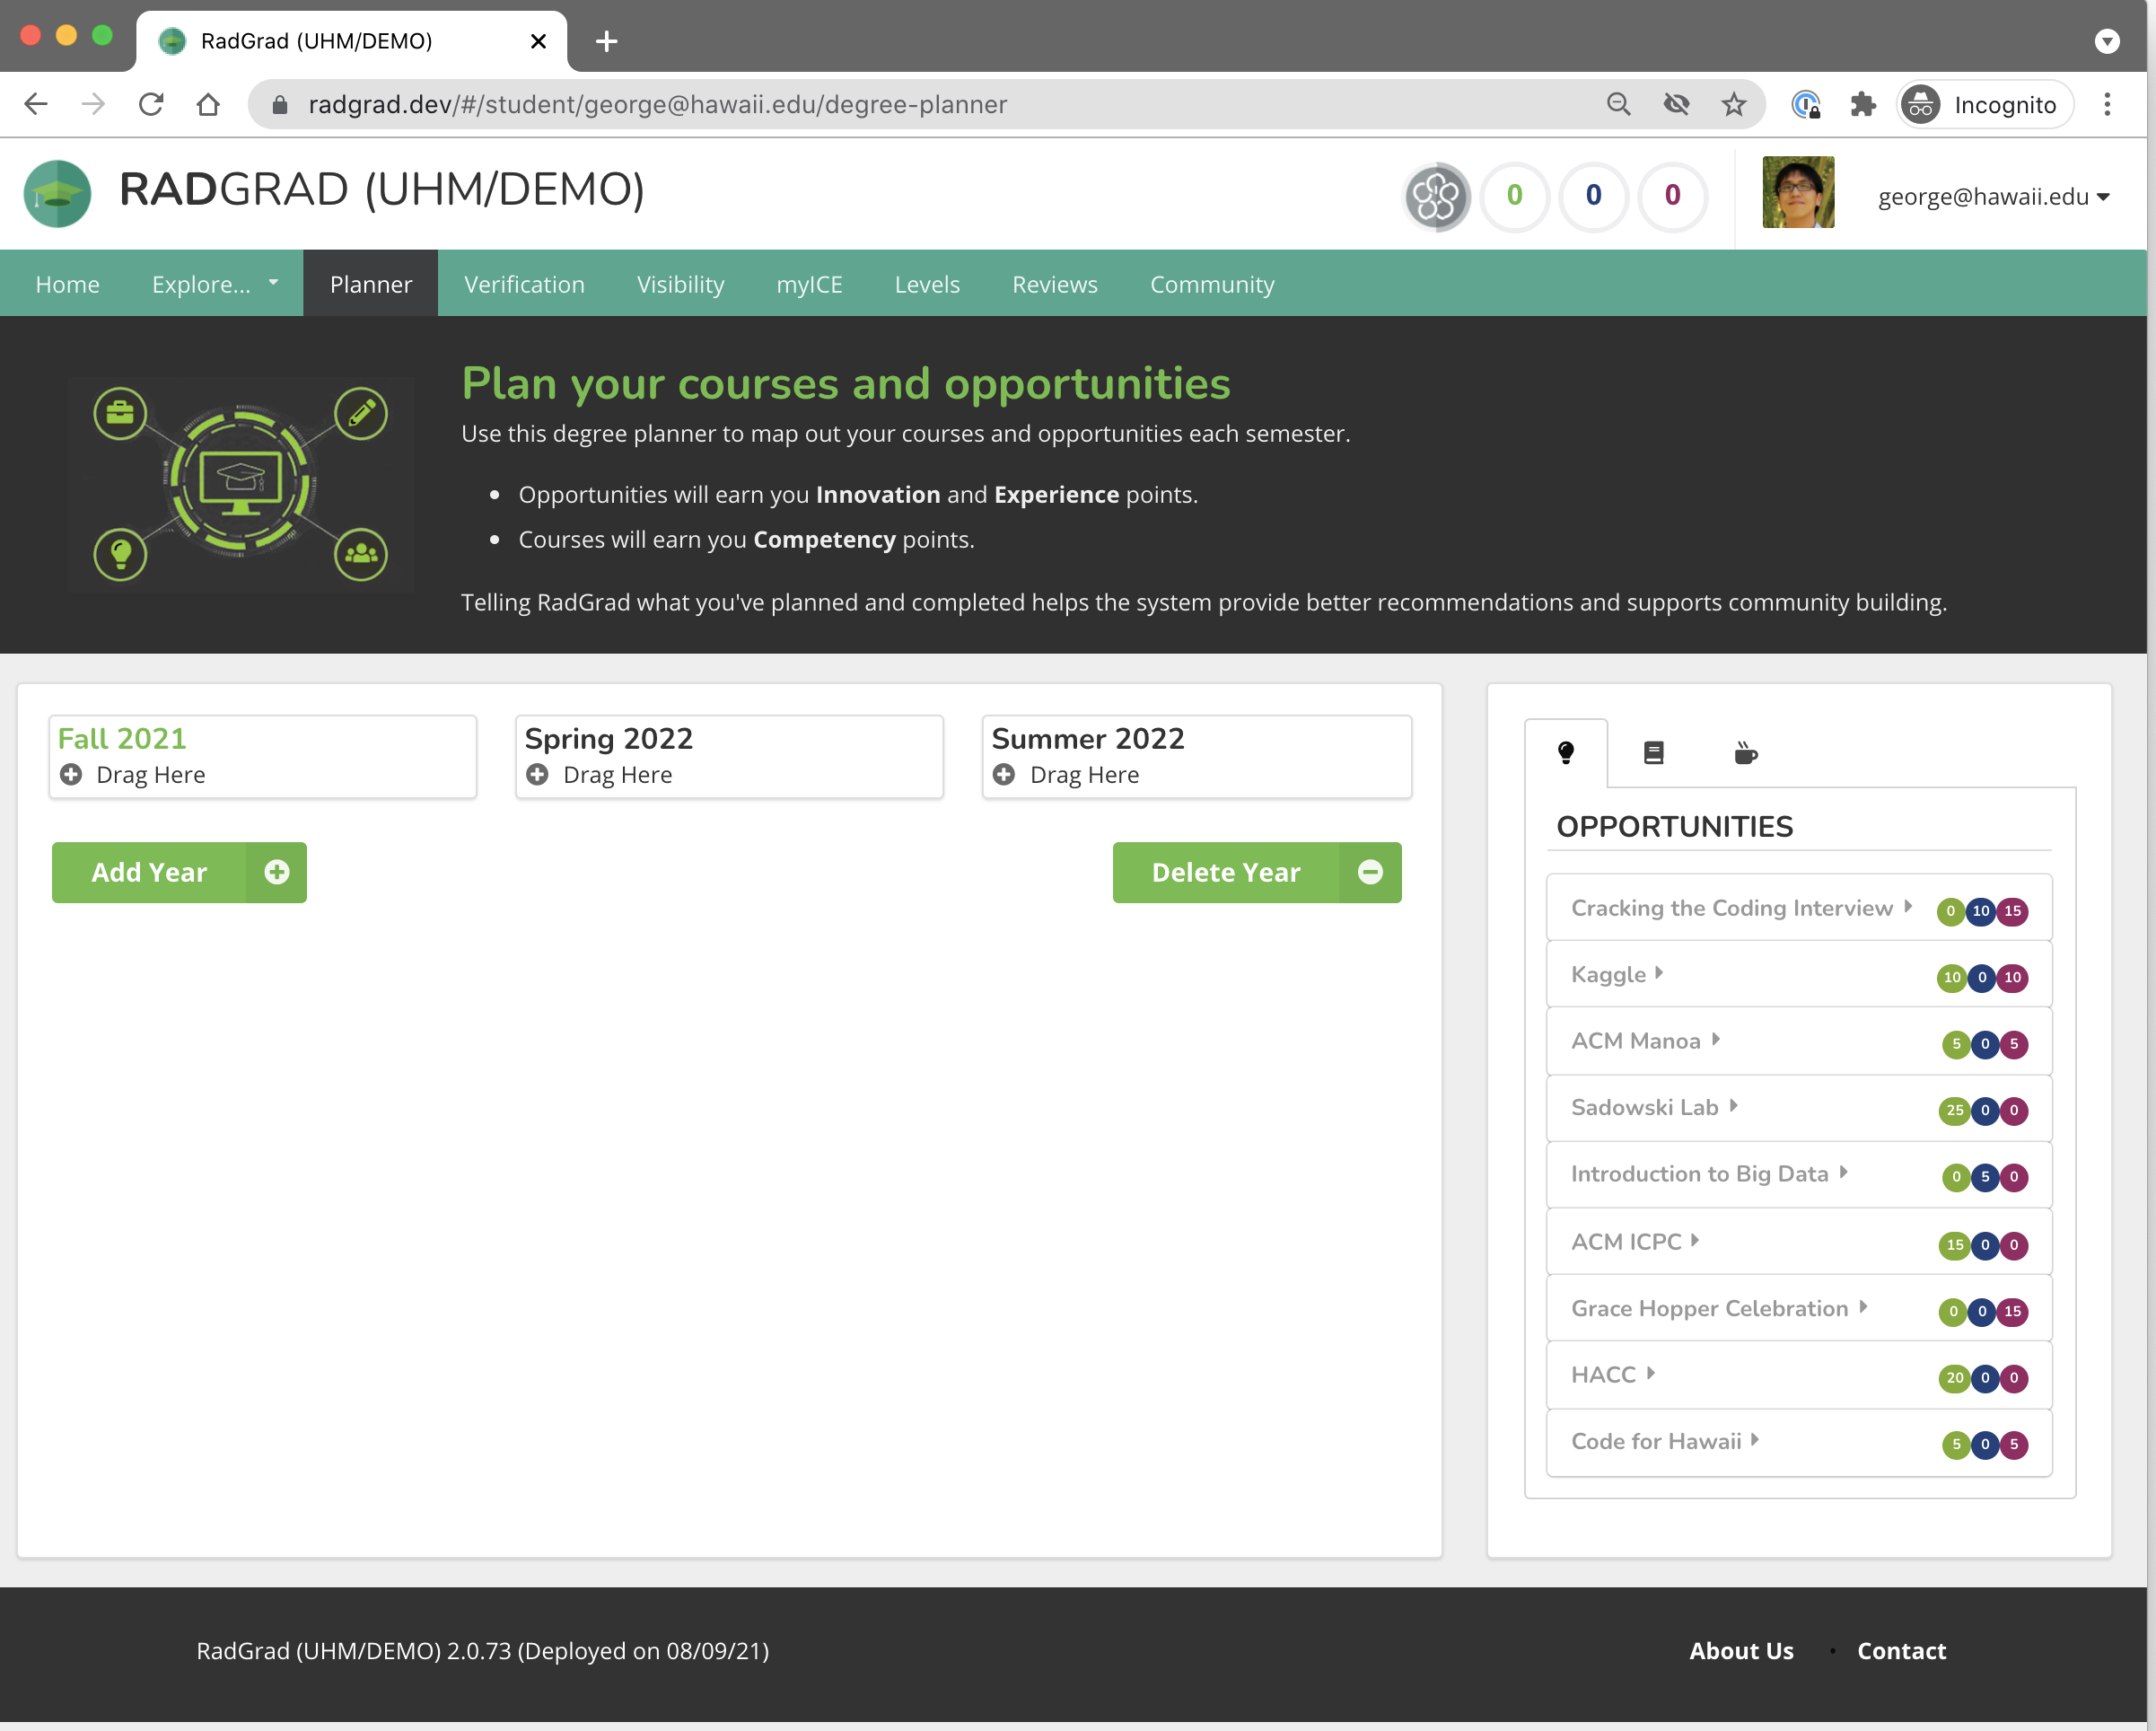 RadGrad (UHM/DEMO)
radgrad.dev/#/student/george@hawaii.edu/degree-planner
Incognito
RADGRAD (UHM/DEMO)
0 0 0
george@hawaii.edu
Home Explore... Planner Verification Visibility myICE Levels Reviews Community
Plan your courses and opportunities
Use this degree planner to map out your courses and opportunities each semester.
Opportunities will earn you Innovation and Experience points.
Courses will earn you Competency points.
Telling RadGrad what you've planned and completed helps the system provide better recommendations and supports community building.
Fall 2021
Drag Here
Spring 2022
Drag Here
Summer 2022
Drag Here
Add Year
Delete Year
OPPORTUNITIES
Cracking the Coding Interview 0 10 15
Kaggle 10 0 10
ACM Manoa 5 0 5
Sadowski Lab 25 0 0
Introduction to Big Data 0 5 0
ACM ICPC 15 0 0
Grace Hopper Celebration 0 0 15
HACC 20 0 0
Code for Hawaii 5 0 5
RadGrad (UHM/DEMO) 2.0.73 (Deployed on 08/09/21)
About Us · Contact